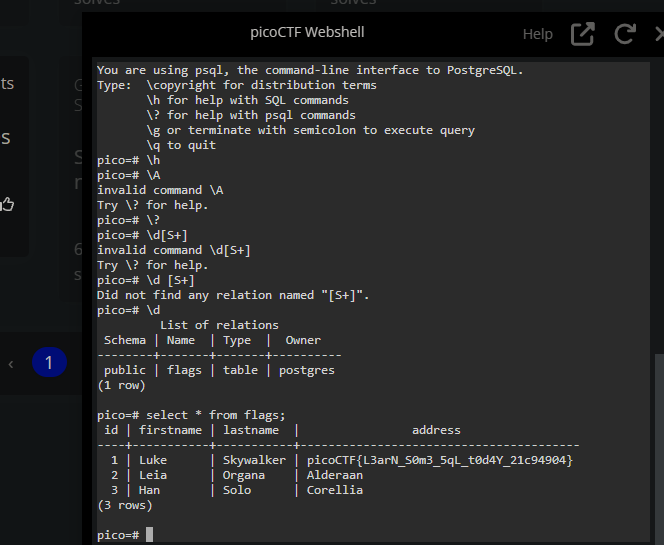 solves
solves
picoCTF Webshell
Help
ts
s
1
You are using psql, the command-line interface to PostgreSQL.
Type:  \copyright for distribution terms
       \h for help with SQL commands
       \? for help with psql commands
       \g or terminate with semicolon to execute query
       \q to quit
pico=# \h
pico=# \A
invalid command \A
Try \? for help.
pico=# \?
pico=# \d[S+]
invalid command \d[S+]
Try \? for help.
pico=# \d [S+]
Did not find any relation named "[S+]".
pico=# \d
         List of relations
 Schema | Name  | Type  |  Owner
--------+-------+-------+----------
 public | flags | table | postgres
(1 row)
pico=# select * from flags;
 id | firstname | lastname  |                address
----+-----------+-----------+----------------------------------------
  1 | Luke      | Skywalker | picoCTF{L3arN_S0m3_5qL_t0d4Y_21c94904}
  2 | Leia      | Organa    | Alderaan
  3 | Han       | Solo      | Corellia
(3 rows)
pico=#